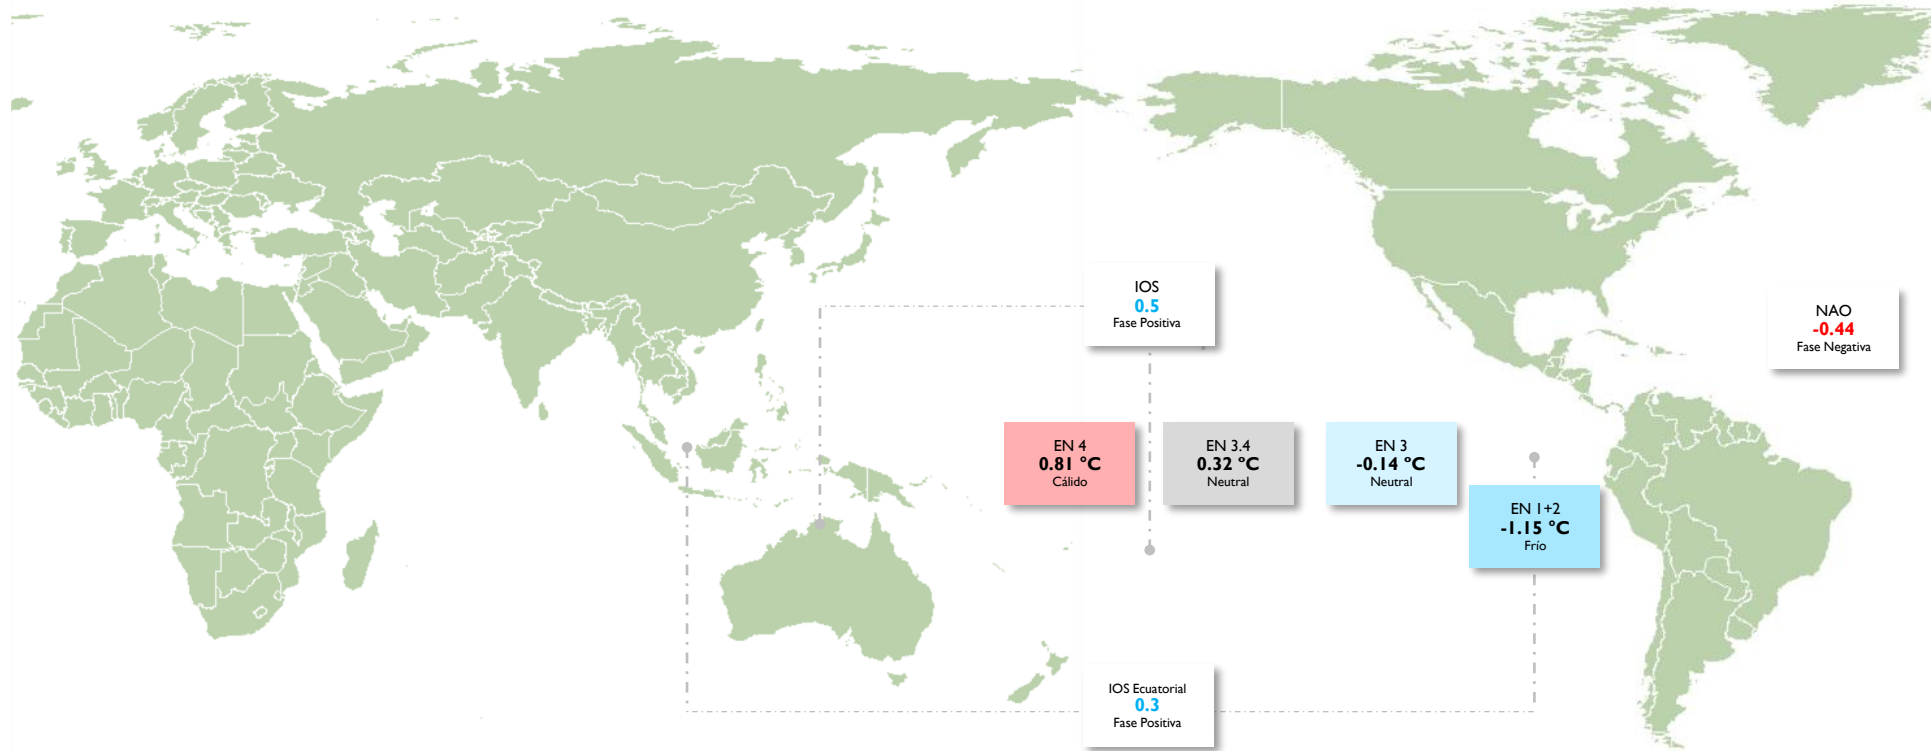 IOS
0.5
Fase Positiva
NAO
-0.44
Fase Negativa
EN 4
0.81 °C
Cálido
EN 3.4
0.32 °C
Neutral
EN 3
-0.14 °C
Neutral
EN 1+2
-1.15 °C
Frío
IOS Ecuatorial
0.3
Fase Positiva